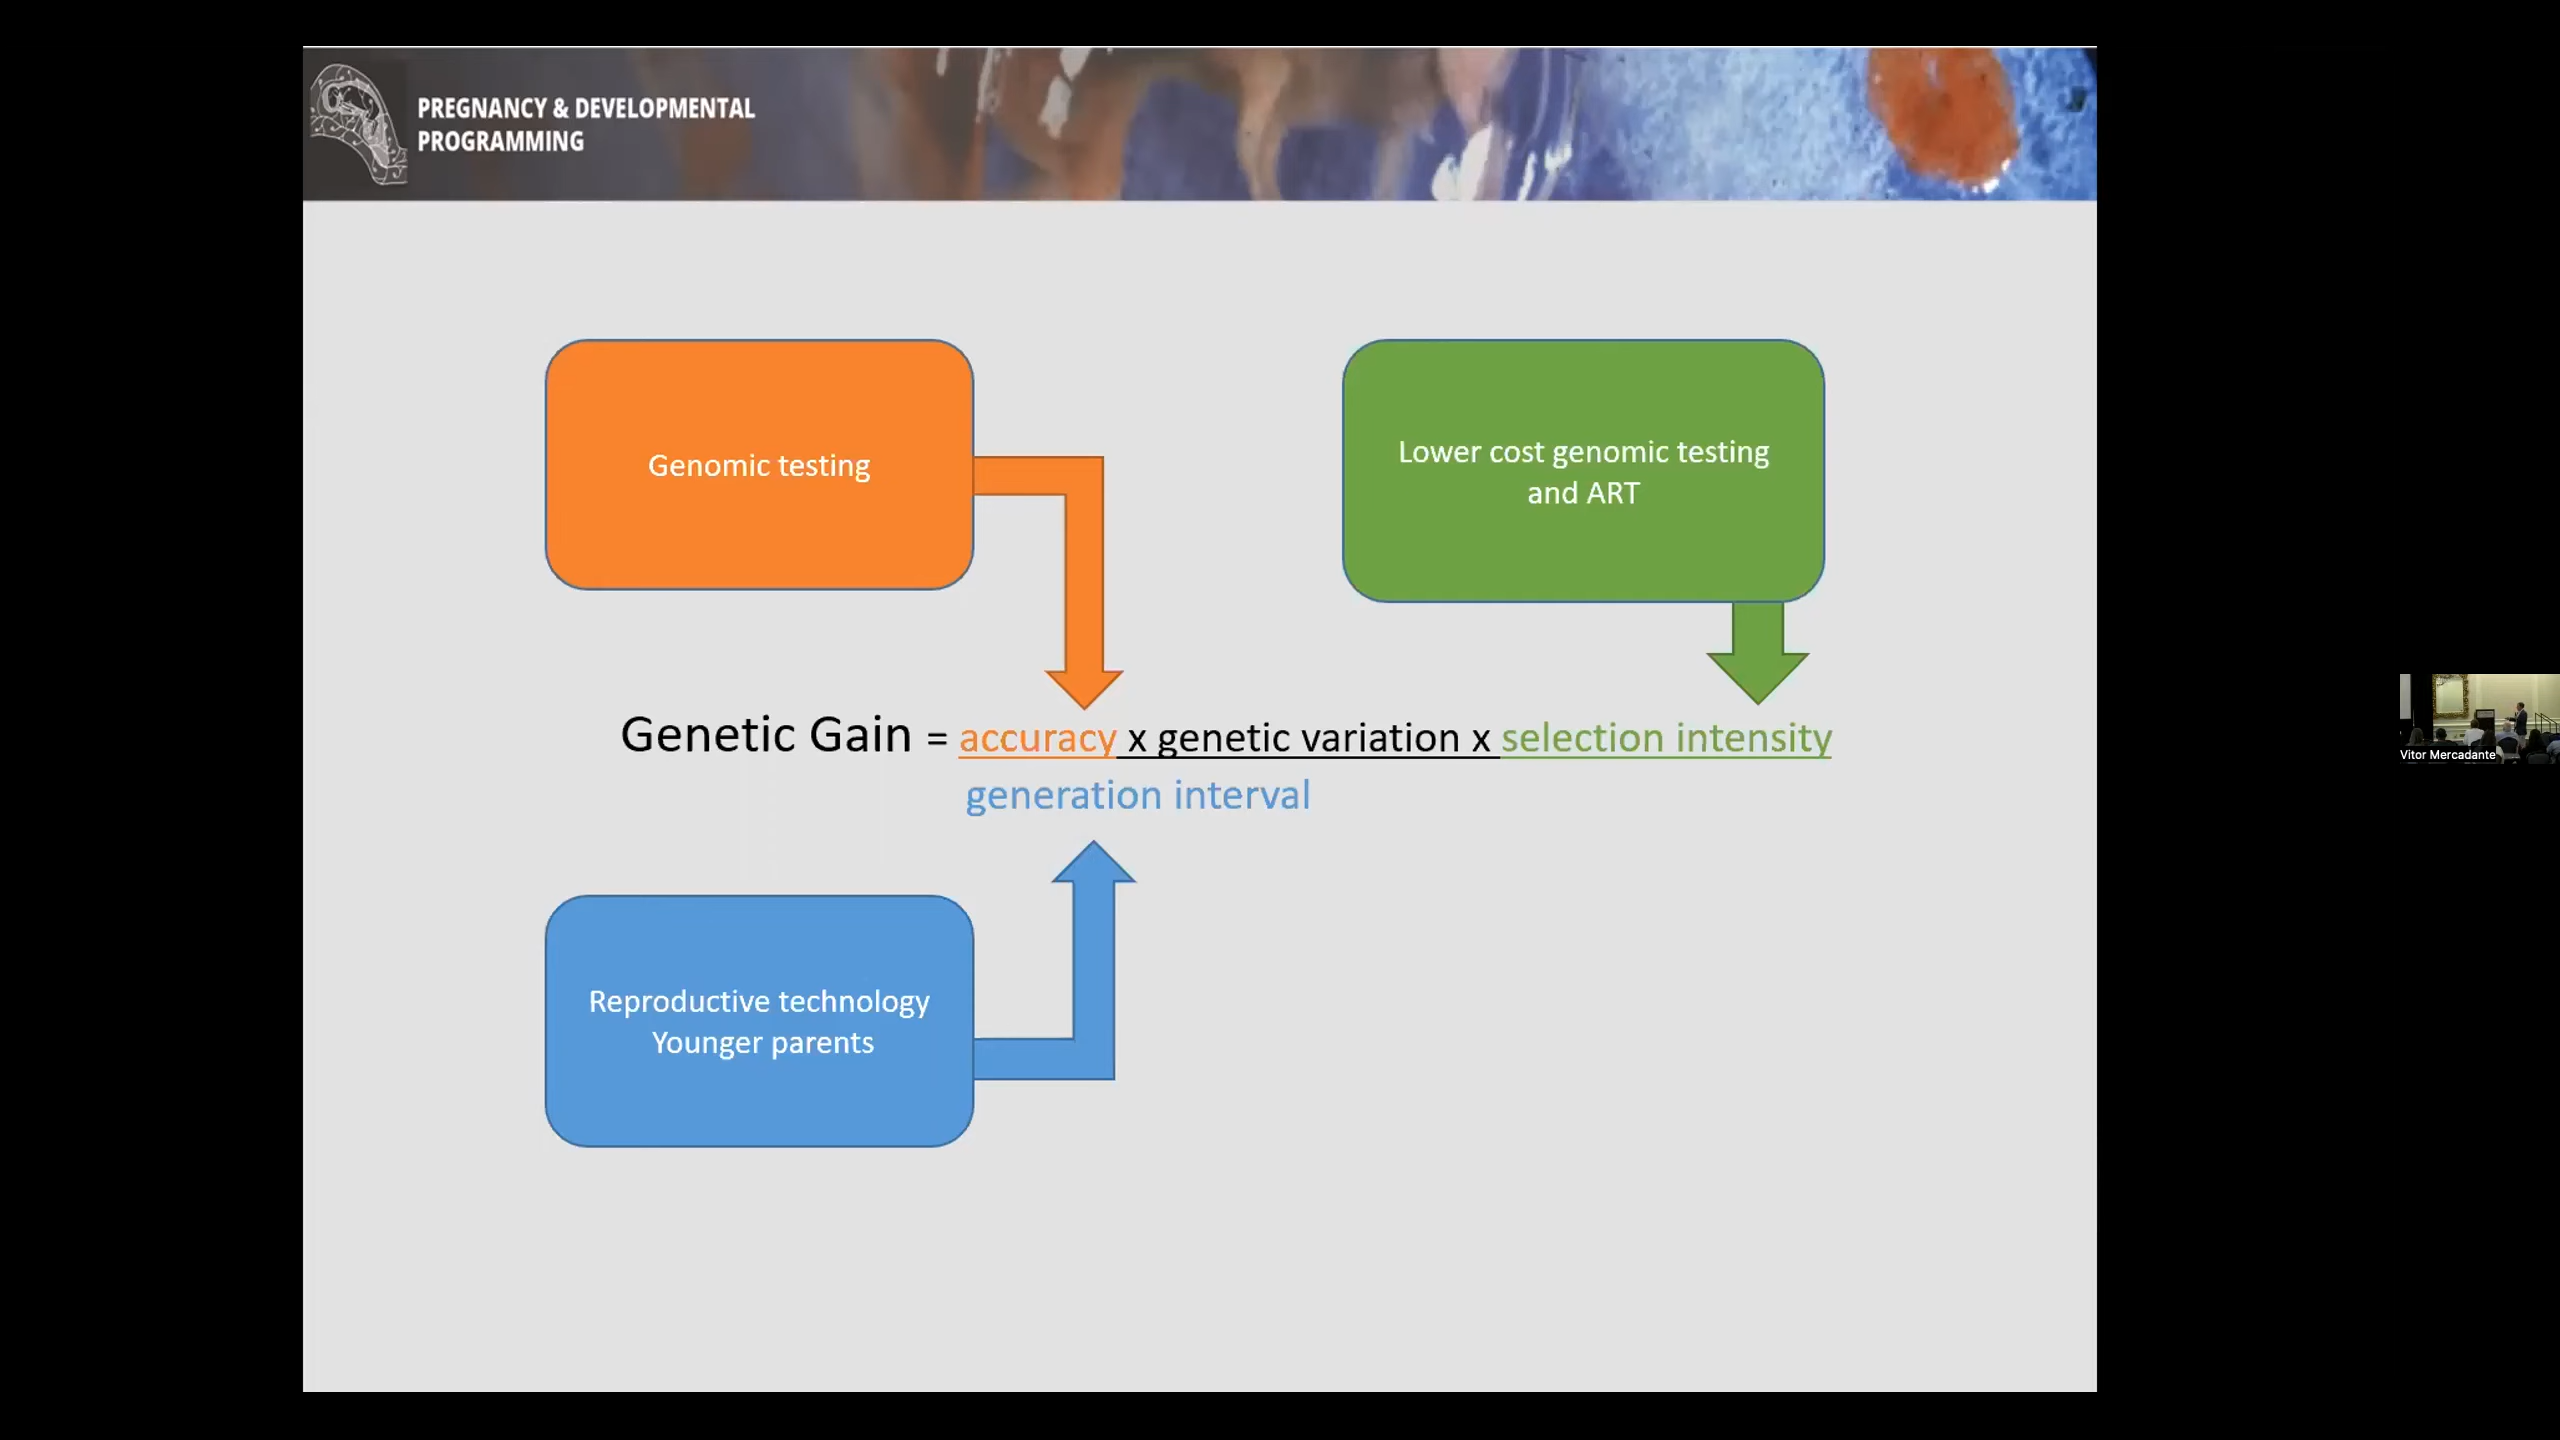 PREGNANCY & DEVELOPMENTAL
PROGRAMMING
Genomic testing
Lower cost genomic testing
and ART
Genetic Gain = accuracy x genetic variation x selection intensity
generation interval
Reproductive technology
Younger parents
Vitor Mercadante